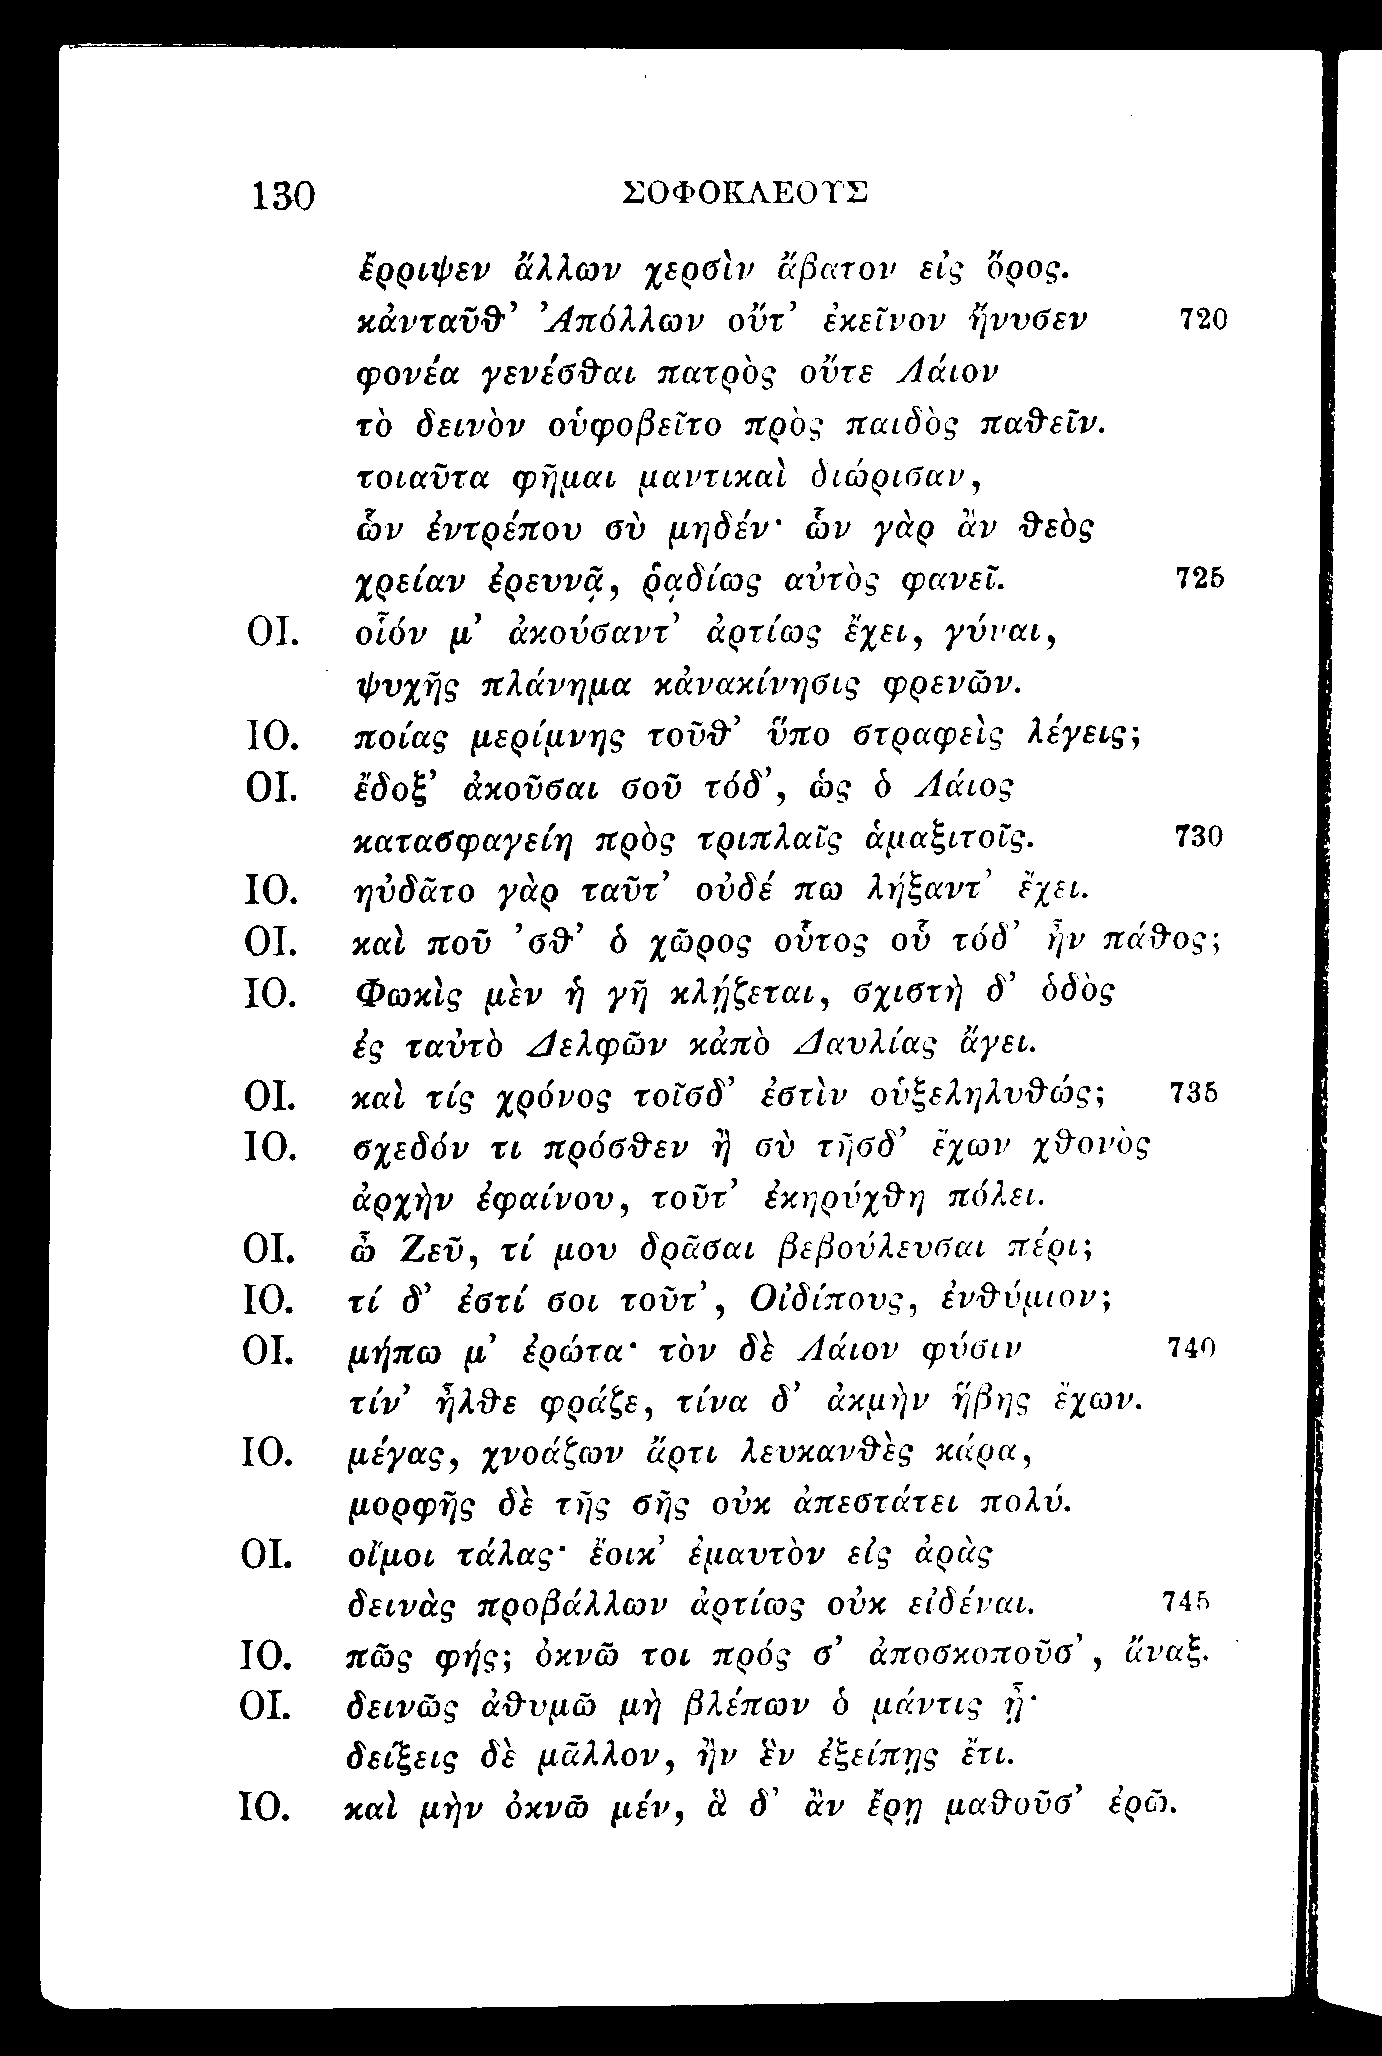 130 ΣΟΦΟΚΛΕΟΥΣ
ἔρριψεν ἄλλων χερσὶν ἄβατον εἰς ὄρος.
κἀνταῦθ’ Ἀπόλλων οὔτ’ ἐκεῖνον ἤνυσεν 720
φονέα γενέσθαι πατρὸς οὔτε Λάιον
τὸ δεινὸν οὑφοβεῖτο πρὸς παιδὸς παθεῖν.
τοιαῦτα φῆμαι μαντικαὶ διώρισαν,
ὧν ἐντρέπου σὺ μηδέν· ὧν γὰρ ἂν θεὸς
χρείαν ἐρευνᾷ, ῥᾳδίως αὐτὸς φανεῖ. 725
ΟΙ. οἷόν μ’ ἀκούσαντ’ ἀρτίως ἔχει, γύναι,
ψυχῆς πλάνημα κἀνακίνησις φρενῶν.
ΙΟ. ποίας μερίμνης τοῦθ’ ὕπο στραφεὶς λέγεις;
ΟΙ. ἔδοξ’ ἀκοῦσαι σοῦ τόδ’, ὡς ὁ Λάιος
κατασφαγείη πρὸς τριπλαῖς ἁμαξιτοῖς. 730
ΙΟ. ηὐδᾶτο γὰρ ταῦτ’ οὐδέ πω λήξαντ’ ἔχει.
ΟΙ. καὶ ποῦ ’σθ’ ὁ χῶρος οὗτος οὗ τόδ’ ἦν πάθος;
ΙΟ. Φωκὶς μὲν ἡ γῆ κλῄζεται, σχιστὴ δ’ ὁδὸς
ἐς ταὐτὸ Δελφῶν κἀπὸ Δαυλίας ἄγει.
ΟΙ. καὶ τίς χρόνος τοῖσδ’ ἐστὶν οὑξεληλυθώς; 735
ΙΟ. σχεδόν τι πρόσθεν ἢ σὺ τῆσδ’ ἔχων χθονὸς
ἀρχὴν ἐφαίνου, τοῦτ’ ἐκηρύχθη πόλει.
ΟΙ. ὦ Ζεῦ, τί μου δρᾶσαι βεβούλευσαι πέρι;
ΙΟ. τί δ’ ἐστί σοι τοῦτ’, Οἰδίπους, ἐνθύμιον;
ΟΙ. μήπω μ’ ἐρώτα· τὸν δὲ Λάιον φύσιν 740
τίν’ ἦλθε φράζε, τίνα δ’ ἀκμὴν ἥβης ἔχων.
ΙΟ. μέγας, χνοάζων ἄρτι λευκανθὲς κάρα,
μορφῆς δὲ τῆς σῆς οὐκ ἀπεστάτει πολύ.
ΟΙ. οἴμοι τάλας· ἔοικ’ ἐμαυτὸν εἰς ἀρὰς
δεινὰς προβάλλων ἀρτίως οὐκ εἰδέναι. 745
ΙΟ. πῶς φής; ὀκνῶ τοι πρός σ’ ἀποσκοποῦσ’, ἄναξ.
ΟΙ. δεινῶς ἀθυμῶ μὴ βλέπων ὁ μάντις ᾖ·
δείξεις δὲ μᾶλλον, ἢν ἓν ἐξείπῃς ἔτι.
ΙΟ. καὶ μὴν ὀκνῶ μέν, ἃ δ’ ἂν ἔρῃ μαθοῦσ’ ἐρῶ.